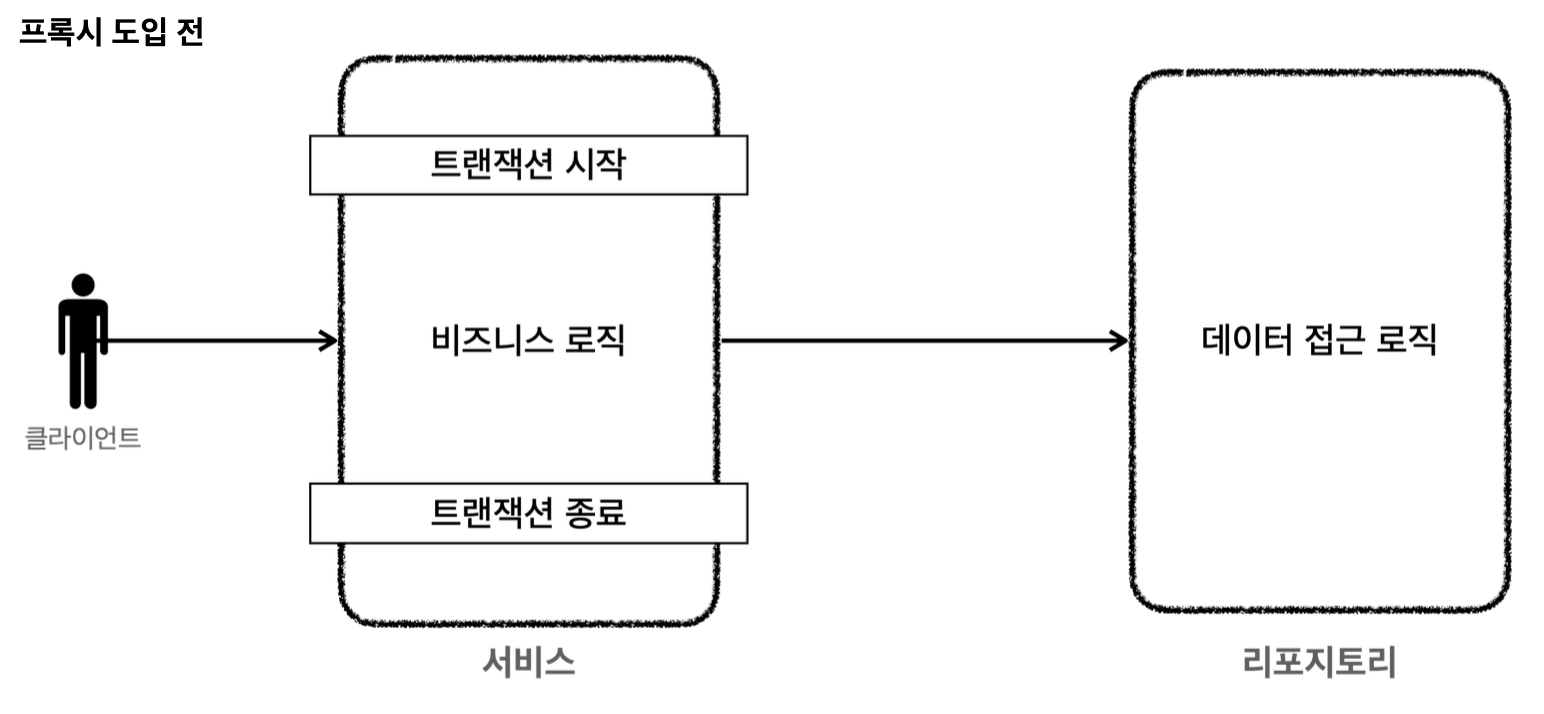 프록시 도입 전
트랜잭션 시작
비즈니스 로직
데이터 접근 로직
클라이언트
트랜잭션 종료
서비스
리포지토리